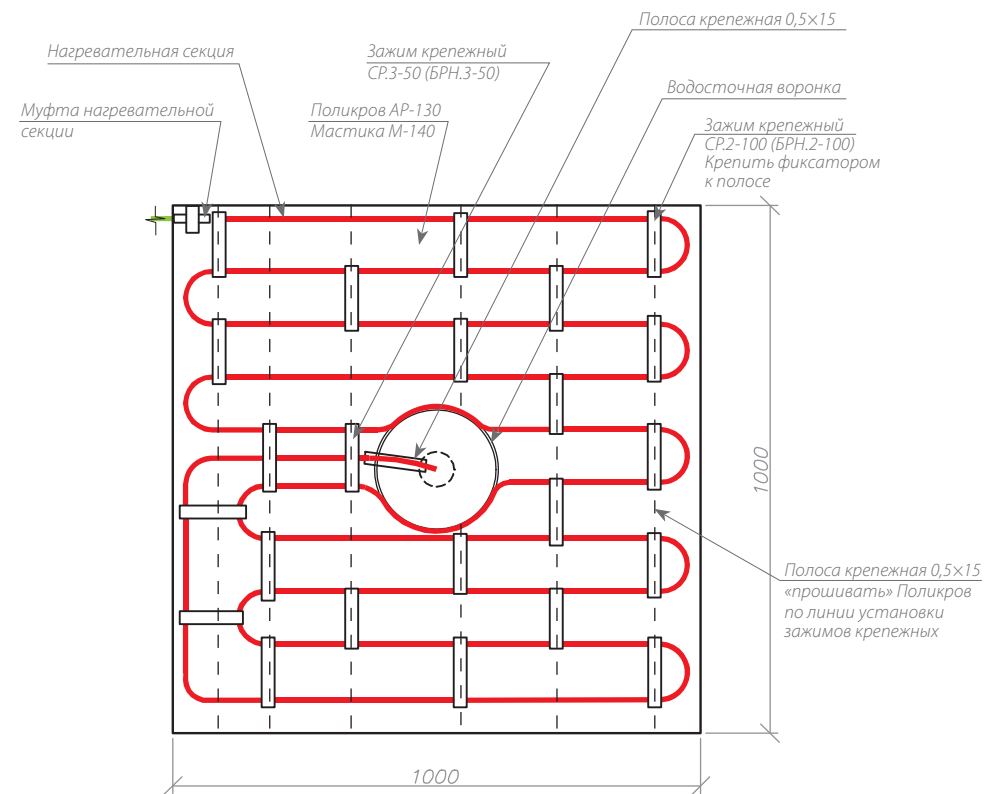 Полоса крепежная 0,5×15
Нагревательная секция
Зажим крепежный
СР.3-50 (БРН.3-50)
Водосточная воронка
Муфта нагревательной
секции
Поликров АР-130
Мастика М-140
Зажим крепежный
СР.2-100 (БРН.2-100)
Крепить фиксатором
к полосе
1000
Полоса крепежная 0,5×15
«прошивать» Поликров
по линии установки
зажимов крепежных
1000